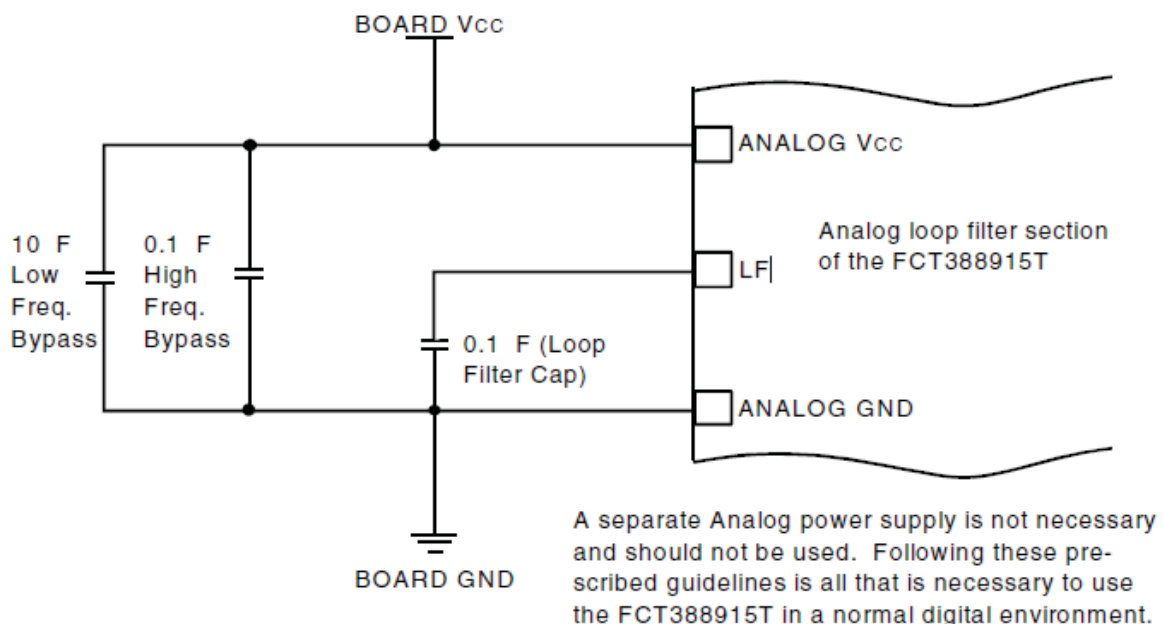 BOARD VCC
ANALOG VCC
10 F
Low
Freq.
Bypass
0.1 F
High
Freq.
Bypass
Analog loop filter section
of the FCT388915T
LF
0.1 F (Loop
Filter Cap)
ANALOG GND
BOARD GND
A separate Analog power supply is not necessary
and should not be used. Following these pre-
scribed guidelines is all that is necessary to use
the FCT388915T in a normal digital environment.